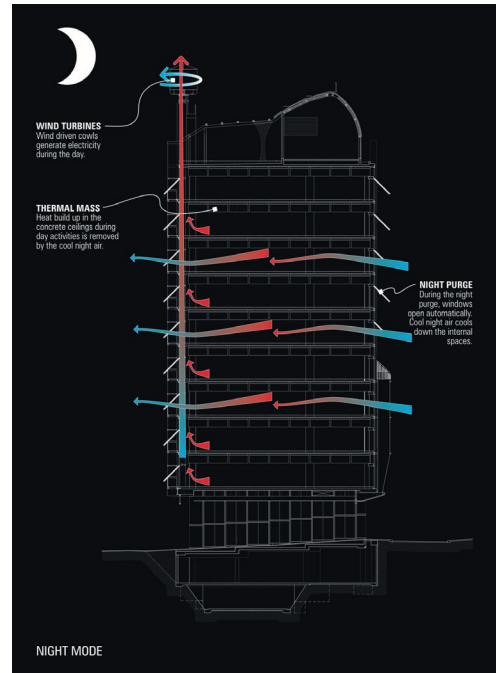 WIND TURBINES
Wind driven cowls
generate electricity
during the day.
THERMAL MASS
Heat build up in the
concrete ceilings during
day activities is removed
by the cool night air.
NIGHT PURGE
During the night
purge, windows
open automatically.
Cool night air cools
down the internal
spaces.
NIGHT MODE